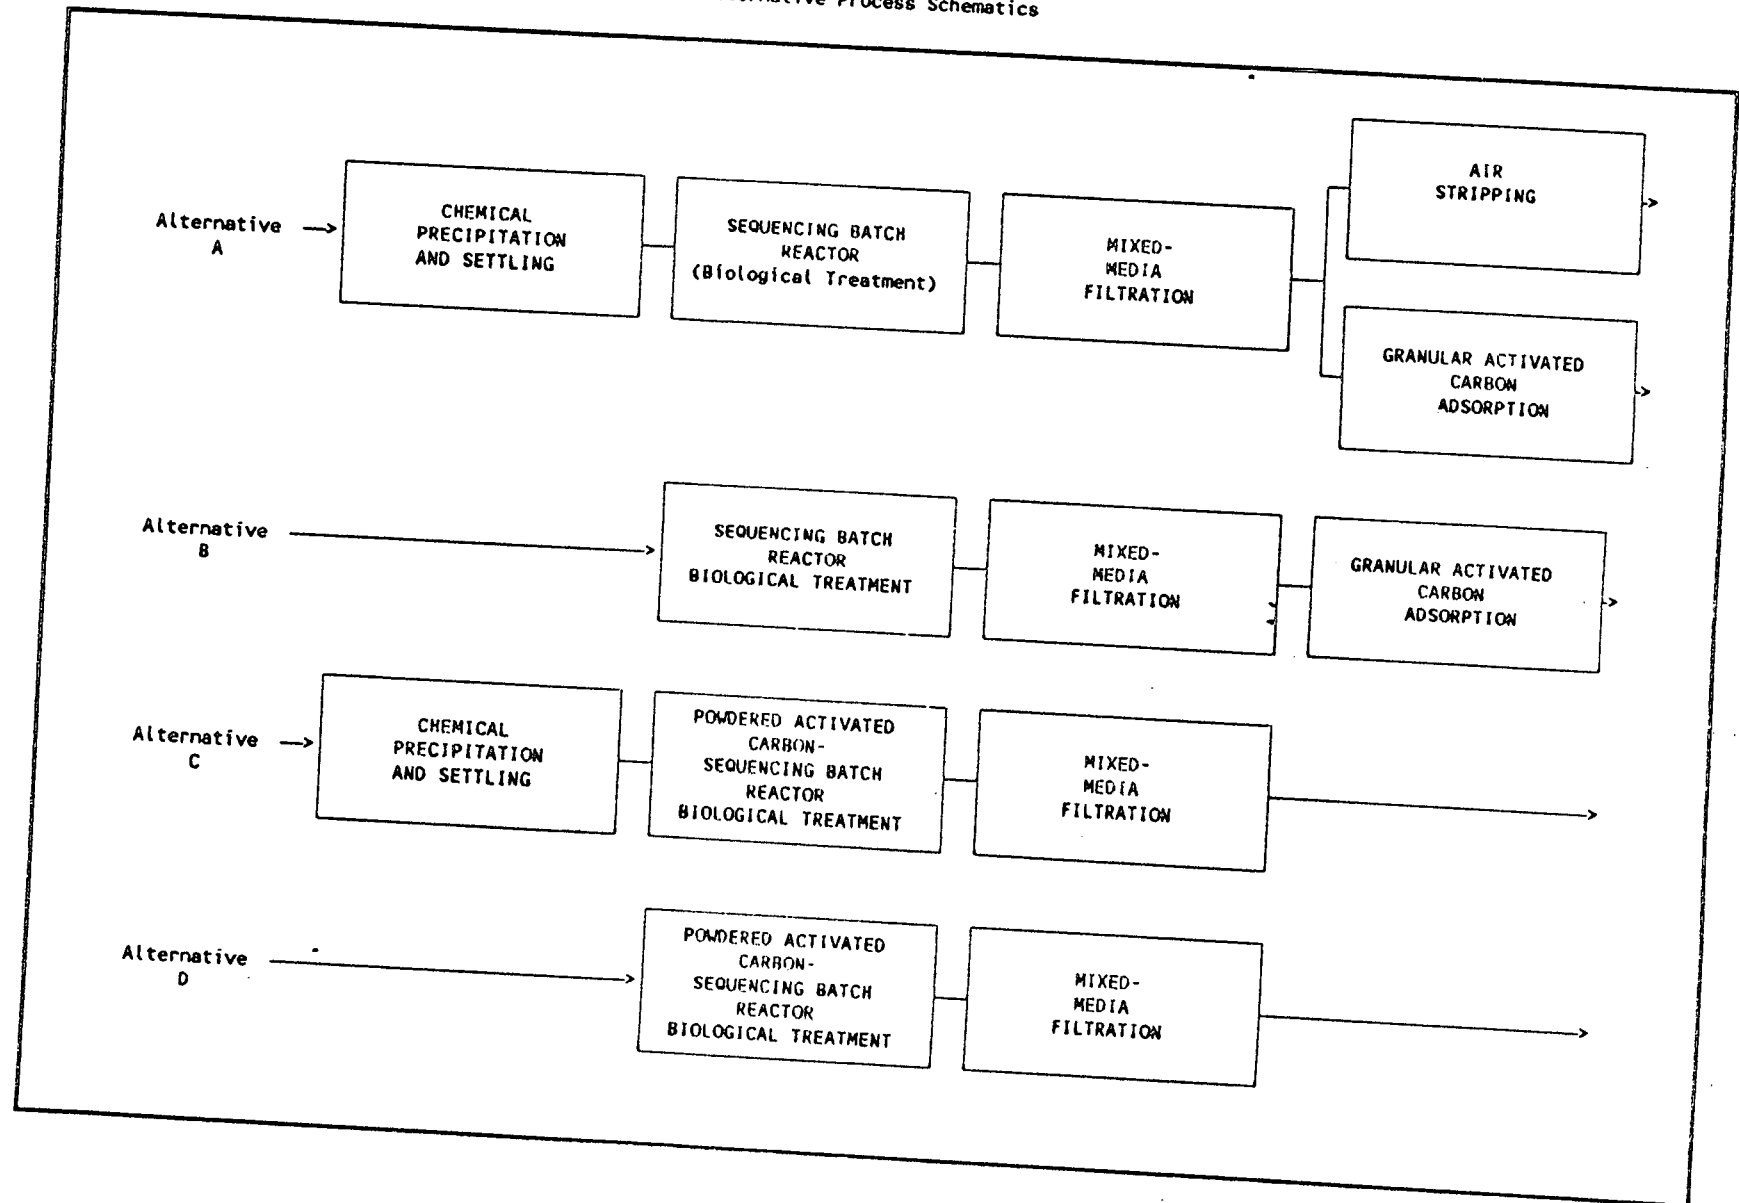 Process Schematics
Alternative
A
CHEMICAL
PRECIPITATION
AND SETTLING
SEQUENCING BATCH
REACTOR
(Biological Treatment)
MIXED-
MEDIA
FILTRATION
AIR
STRIPPING
GRANULAR ACTIVATED
CARBON
ADSORPTION
Alternative
B
SEQUENCING BATCH
REACTOR
BIOLOGICAL TREATMENT
MIXED-
MEDIA
FILTRATION
GRANULAR ACTIVATED
CARBON
ADSORPTION
Alternative
C
CHEMICAL
PRECIPITATION
AND SETTLING
POWDERED ACTIVATED
CARBON-
SEQUENCING BATCH
REACTOR
BIOLOGICAL TREATMENT
MIXED-
MEDIA
FILTRATION
Alternative
D
POWDERED ACTIVATED
CARBON-
SEQUENCING BATCH
REACTOR
BIOLOGICAL TREATMENT
MIXED-
MEDIA
FILTRATION